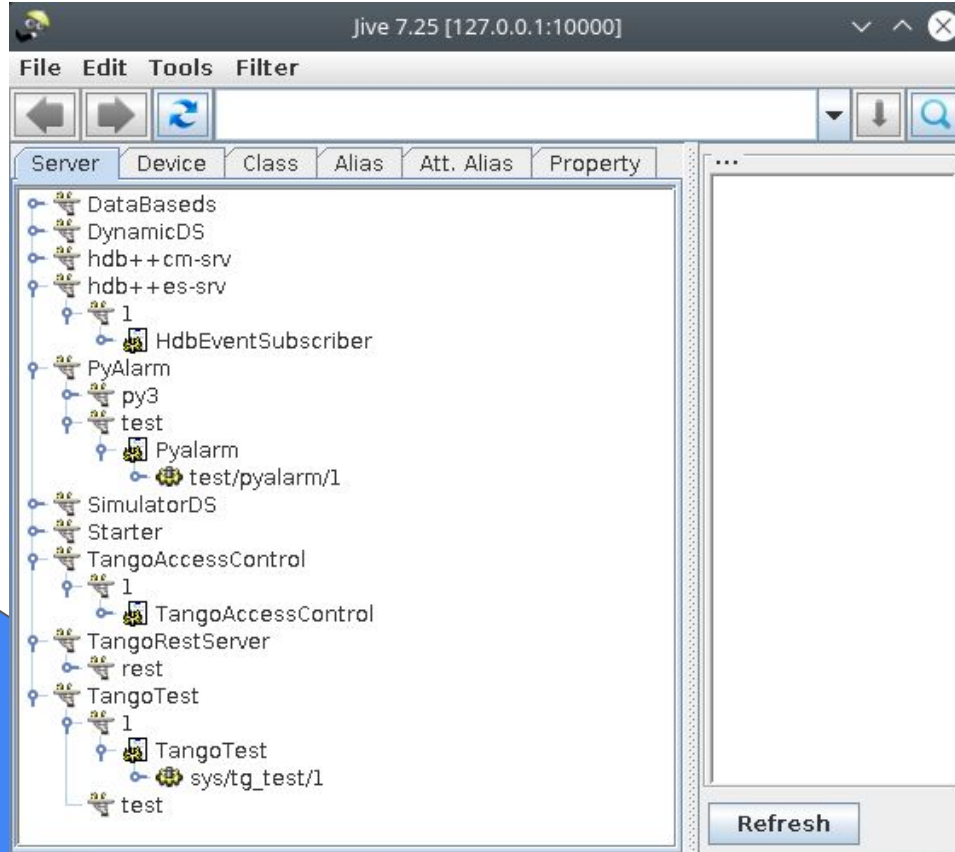 Jive 7.25 [127.0.0.1:10000]
File Edit Tools Filter
Server Device Class Alias Att. Alias Property
...
DataBaseds
DynamicDS
hdb++cm-srv
hdb++es-srv
1
HdbEventSubscriber
PyAlarm
py3
test
Pyalarm
test/pyalarm/1
SimulatorDS
Starter
TangoAccessControl
1
TangoAccessControl
TangoRestServer
rest
TangoTest
1
TangoTest
sys/tg_test/1
test
Refresh